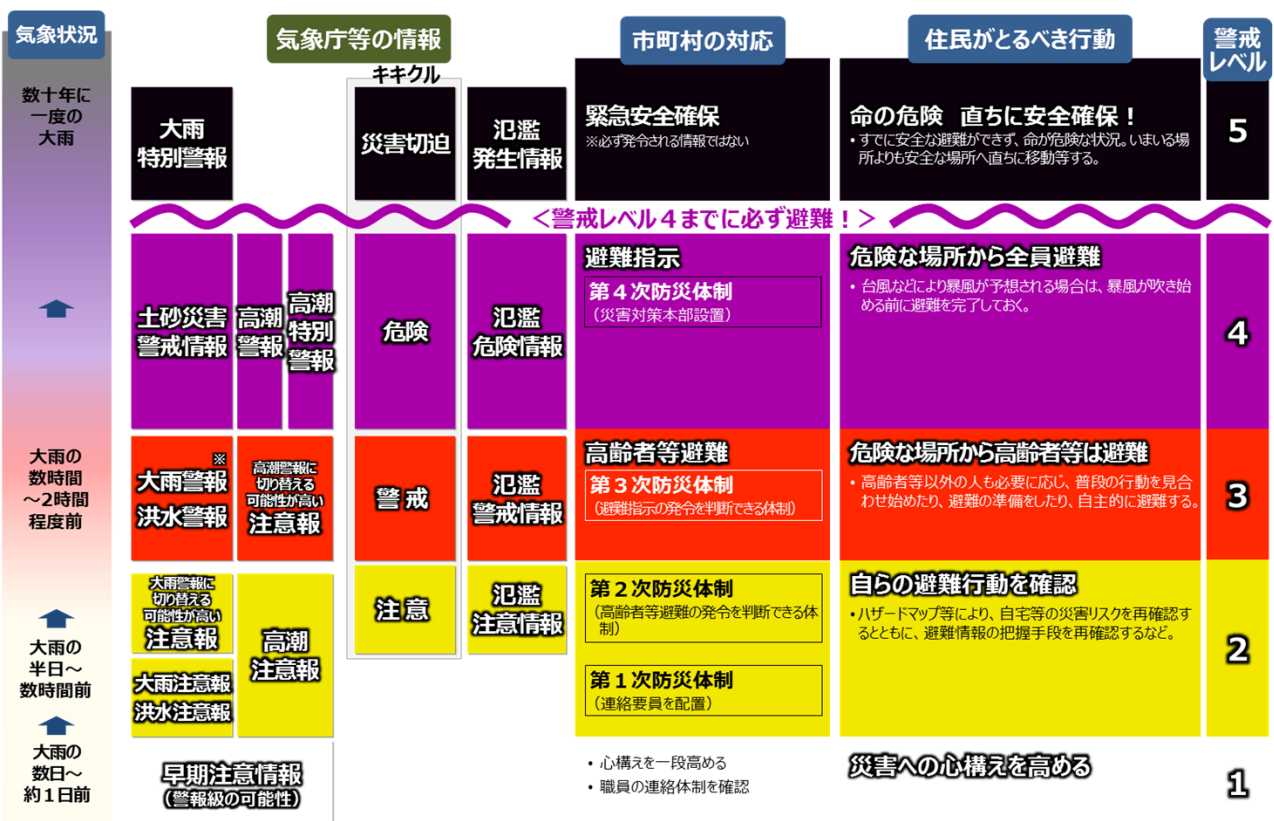 気象状況
気象庁等の情報
市町村の対応
住民がとるべき行動
警戒
レベル
キキクル
数十年に
一度の
大雨
大雨
特別警報
災害切迫
氾濫
発生情報
緊急安全確保
※必ず発令される情報ではない
命の危険 直ちに安全確保！
・すでに安全な避難ができず、命が危険な状況。いまいる場
所よりも安全な場所へ直ちに移動等する。
5
＜警戒レベル４までに必ず避難！＞
土砂災害
警戒情報
高潮
警報
高潮
特別
警報
危険
氾濫
危険情報
避難指示
第４次防災体制
（災害対策本部設置）
危険な場所から全員避難
・台風などにより暴風が予想される場合は、暴風が吹き始
める前に避難を完了しておく。
4
大雨の
数時間
～2時間
程度前
※
大雨警報
洪水警報
高潮警報に
切り替える
可能性が高い
注意報
警戒
氾濫
警戒情報
高齢者等避難
第３次防災体制
（避難指示の発令を判断できる体制）
危険な場所から高齢者等は避難
・高齢者等以外の人も必要に応じ、普段の行動を見合
わせ始めたり、避難の準備をしたり、自主的に避難する。
3
大雨の
半日～
数時間前
大雨警報に
切り替える
可能性が高い
注意報
大雨注意報
洪水注意報
高潮
注意報
注意
氾濫
注意情報
第２次防災体制
（高齢者等避難の発令を判断できる体
制）
第１次防災体制
（連絡要員を配置）
自らの避難行動を確認
・ハザードマップ等により、自宅等の災害リスクを再確認す
るとともに、避難情報の把握手段を再確認するなど。
2
大雨の
数日～
約１日前
早期注意情報
（警報級の可能性）
・心構えを一段高める
・職員の連絡体制を確認
災害への心構えを高める
1